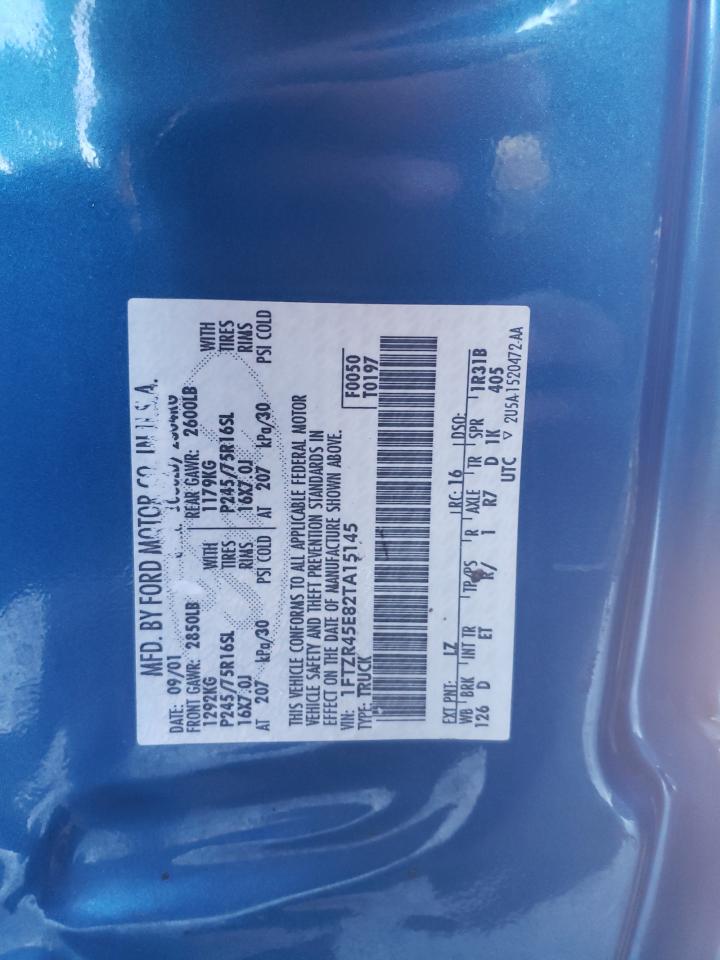 MFD. BY FORD MOTOR CO. IN U.S.A.
DATE: 09/01
FRONT GAWR: 2850LB REAR GAWR: 2600LB WITH
1292KG 1179KG TIRES
P245/75R16SL TIRES P245/75R16SL RIMS
16X7.0J RIMS 16X7.0J
AT 207 kPa/30 PSI COLD AT 207 kPa/30 PSI COLD
THIS VEHICLE CONFORMS TO ALL APPLICABLE FEDERAL MOTOR
VEHICLE SAFETY AND THEFT PREVENTION STANDARDS IN
EFFECT ON THE DATE OF MANUFACTURE SHOWN ABOVE.
VIN: 1FTZR45E82TA15145 F0050
TYPE: TRUCK T0197
EXT PNT: LZ RC: 16 DSO:
WB BRK INT TR TP/PS R AXLE TR SPR 1R31B
126 D ET 1 R7 D 1K 405
UTC ▽ 2U5A-1520472-AA